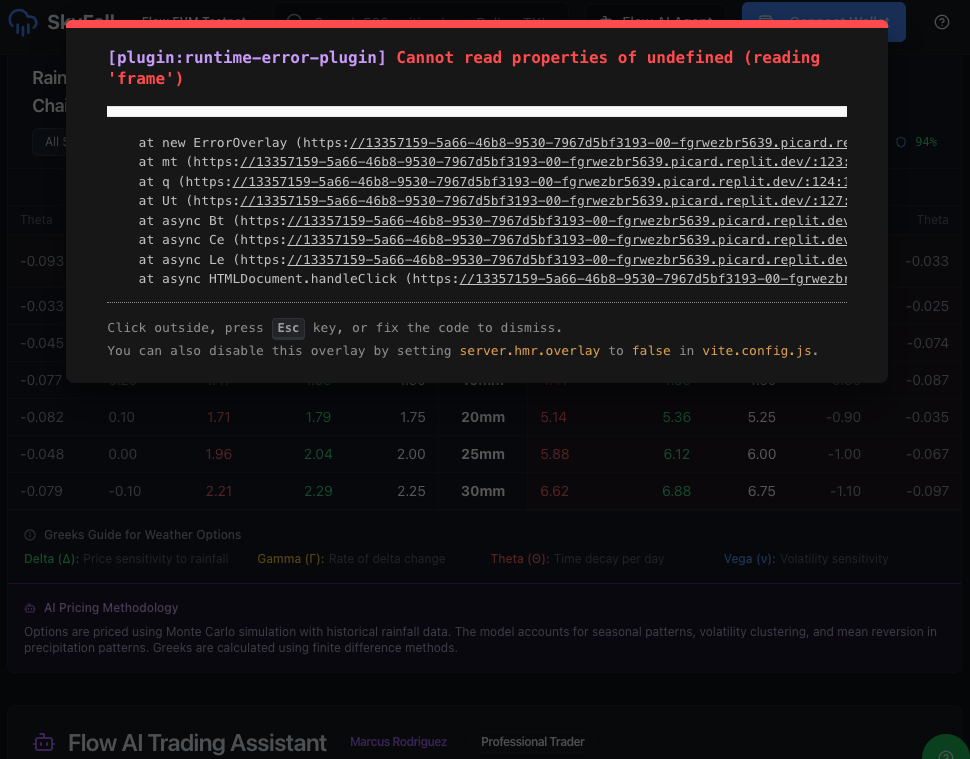 [plugin:runtime-error-plugin] Cannot read properties of undefined (reading
'frame')
at new ErrorOverlay (https://13357159-5a66-46b8-9530-7967d5bf3193-00-fgrwezbr5639.picard.re
at mt (https://13357159-5a66-46b8-9530-7967d5bf3193-00-fgrwezbr5639.picard.replit.dev/:123:
at q (https://13357159-5a66-46b8-9530-7967d5bf3193-00-fgrwezbr5639.picard.replit.dev/:124:1
at Ut (https://13357159-5a66-46b8-9530-7967d5bf3193-00-fgrwezbr5639.picard.replit.dev/:127:
at async Bt (https://13357159-5a66-46b8-9530-7967d5bf3193-00-fgrwezbr5639.picard.replit.dev
at async Ce (https://13357159-5a66-46b8-9530-7967d5bf3193-00-fgrwezbr5639.picard.replit.dev
at async Le (https://13357159-5a66-46b8-9530-7967d5bf3193-00-fgrwezbr5639.picard.replit.dev
at async HTMLDocument.handleClick (https://13357159-5a66-46b8-9530-7967d5bf3193-00-fgrwezbr
Click outside, press Esc key, or fix the code to dismiss.
You can also disable this overlay by setting server.hmr.overlay to false in vite.config.js.
Rain
Chai
All S
94%
Theta Theta
-0.093 -0.033
-0.033 -0.025
-0.045 -0.074
-0.077 -0.087
-0.082 0.10 1.71 1.79 1.75 20mm 5.14 5.36 5.25 -0.90 -0.035
-0.048 0.00 1.96 2.04 2.00 25mm 5.88 6.12 6.00 -1.00 -0.067
-0.079 -0.10 2.21 2.29 2.25 30mm 6.62 6.88 6.75 -1.10 -0.097
Greeks Guide for Weather Options
Delta (Δ): Price sensitivity to rainfall Gamma (Γ): Rate of delta change Theta (Θ): Time decay per day Vega (ν): Volatility sensitivity
AI Pricing Methodology
Options are priced using Monte Carlo simulation with historical rainfall data. The model accounts for seasonal patterns, volatility clustering, and mean reversion in
precipitation patterns. Greeks are calculated using finite difference methods.
Flow AI Trading Assistant Marcus Rodriguez Professional Trader